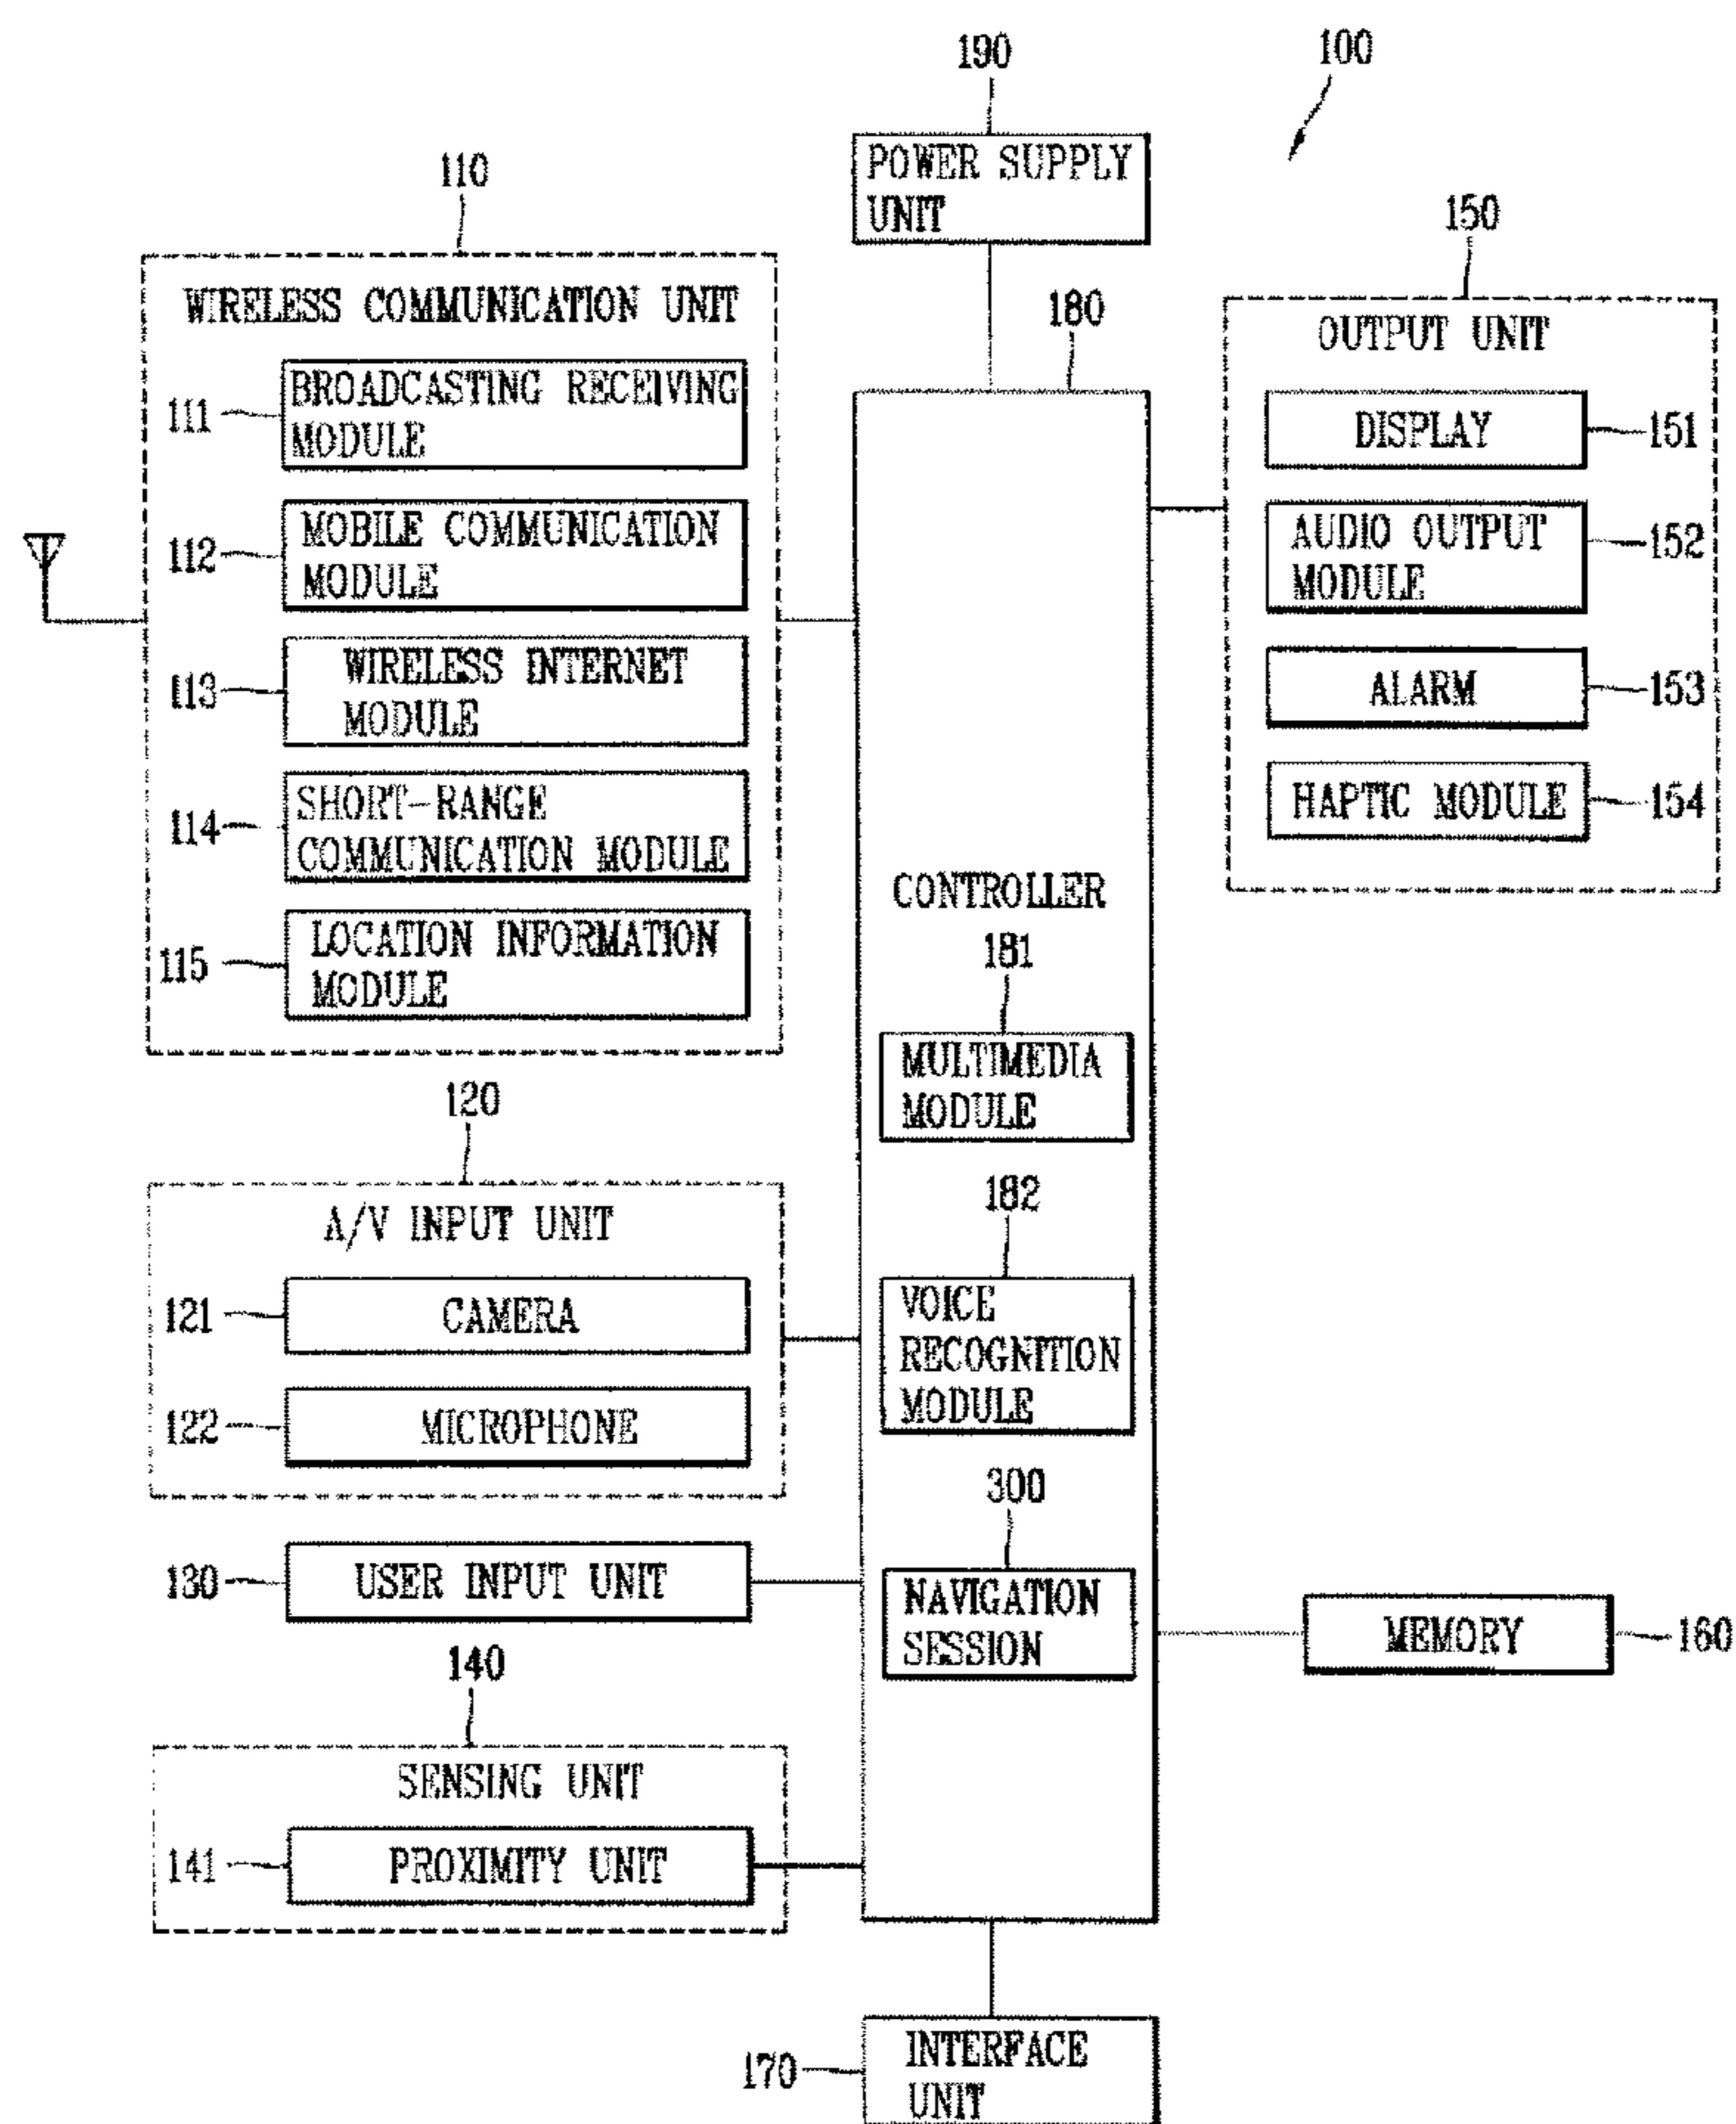 190
100
POWER SUPPLY
UNIT
110
150
WIRELESS COMMUNICATION UNIT
180
OUTPUT UNIT
111
BROADCASTING RECEIVING
MODULE
DISPLAY
151
112
MOBILE COMMUNICATION
MODULE
AUDIO OUTPUT
MODULE
152
113
WIRELESS INTERNET
MODULE
ALARM
153
114
SHORT-RANGE
COMMUNICATION MODULE
HAPTIC MODULE
154
CONTROLLER
115
LOCATION INFORMATION
MODULE
181
MULTIMEDIA
MODULE
120
A/V INPUT UNIT
182
121
CAMERA
VOICE
RECOGNITION
MODULE
122
MICROPHONE
300
130
USER INPUT UNIT
NAVIGATION
SESSION
MEMORY
160
140
SENSING UNIT
141
PROXIMITY UNIT
170
INTERFACE
UNIT